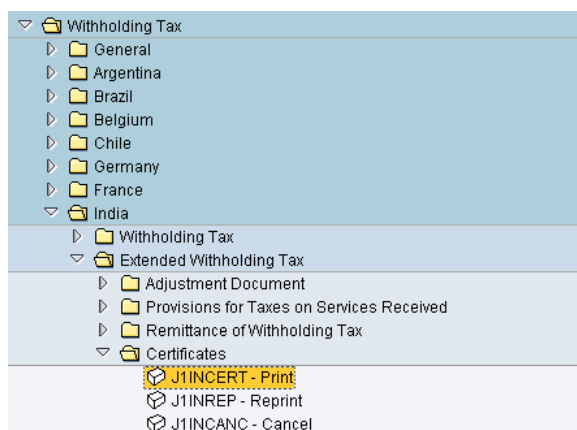 Withholding Tax
General
Argentina
Brazil
Belgium
Chile
Germany
France
India
Withholding Tax
Extended Withholding Tax
Adjustment Document
Provisions for Taxes on Services Received
Remittance of Withholding Tax
Certificates
J1INCERT - Print
J1INREP - Reprint
J1INCANC - Cancel